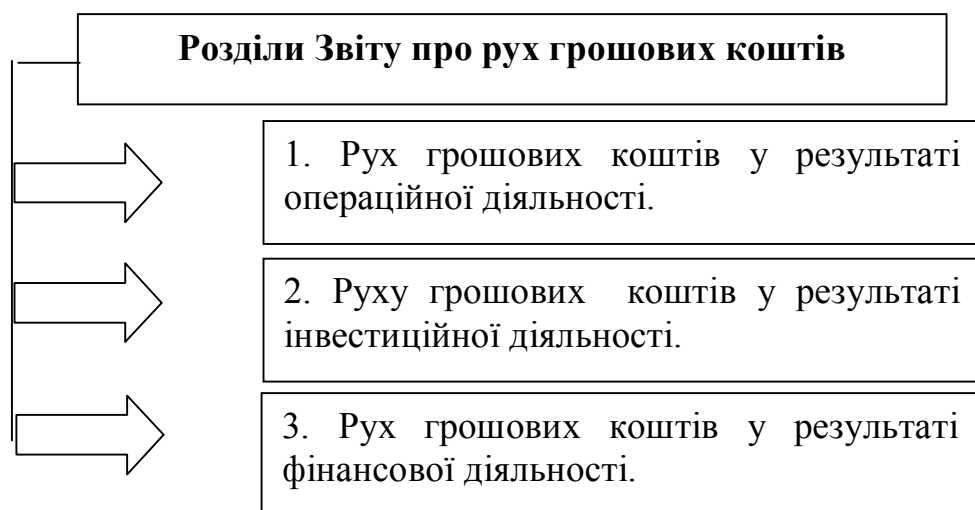 Розділи Звіту про рух грошових коштів
1. Рух грошових коштів у результаті
операційної діяльності.
2. Руху грошових коштів у результаті
інвестиційної діяльності.
3. Рух грошових коштів у результаті
фінансової діяльності.